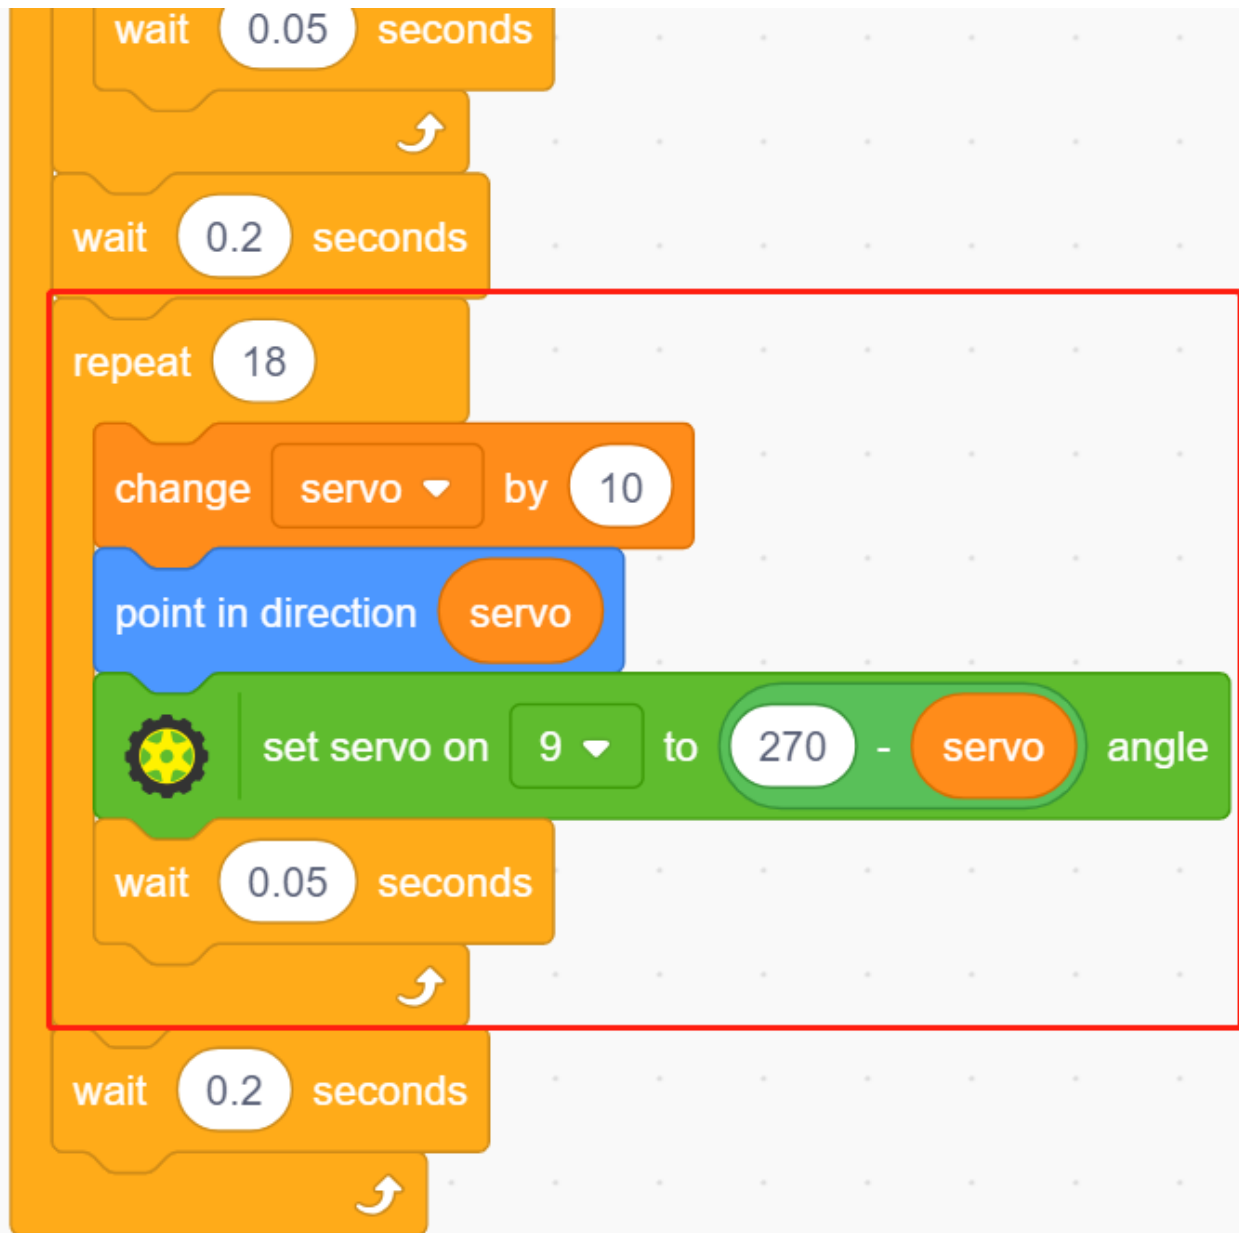 wait 0.05 seconds
wait 0.2 seconds
repeat 18
change servo by 10
point in direction servo
set servo on 9 to 270 - servo angle
wait 0.05 seconds
wait 0.2 seconds